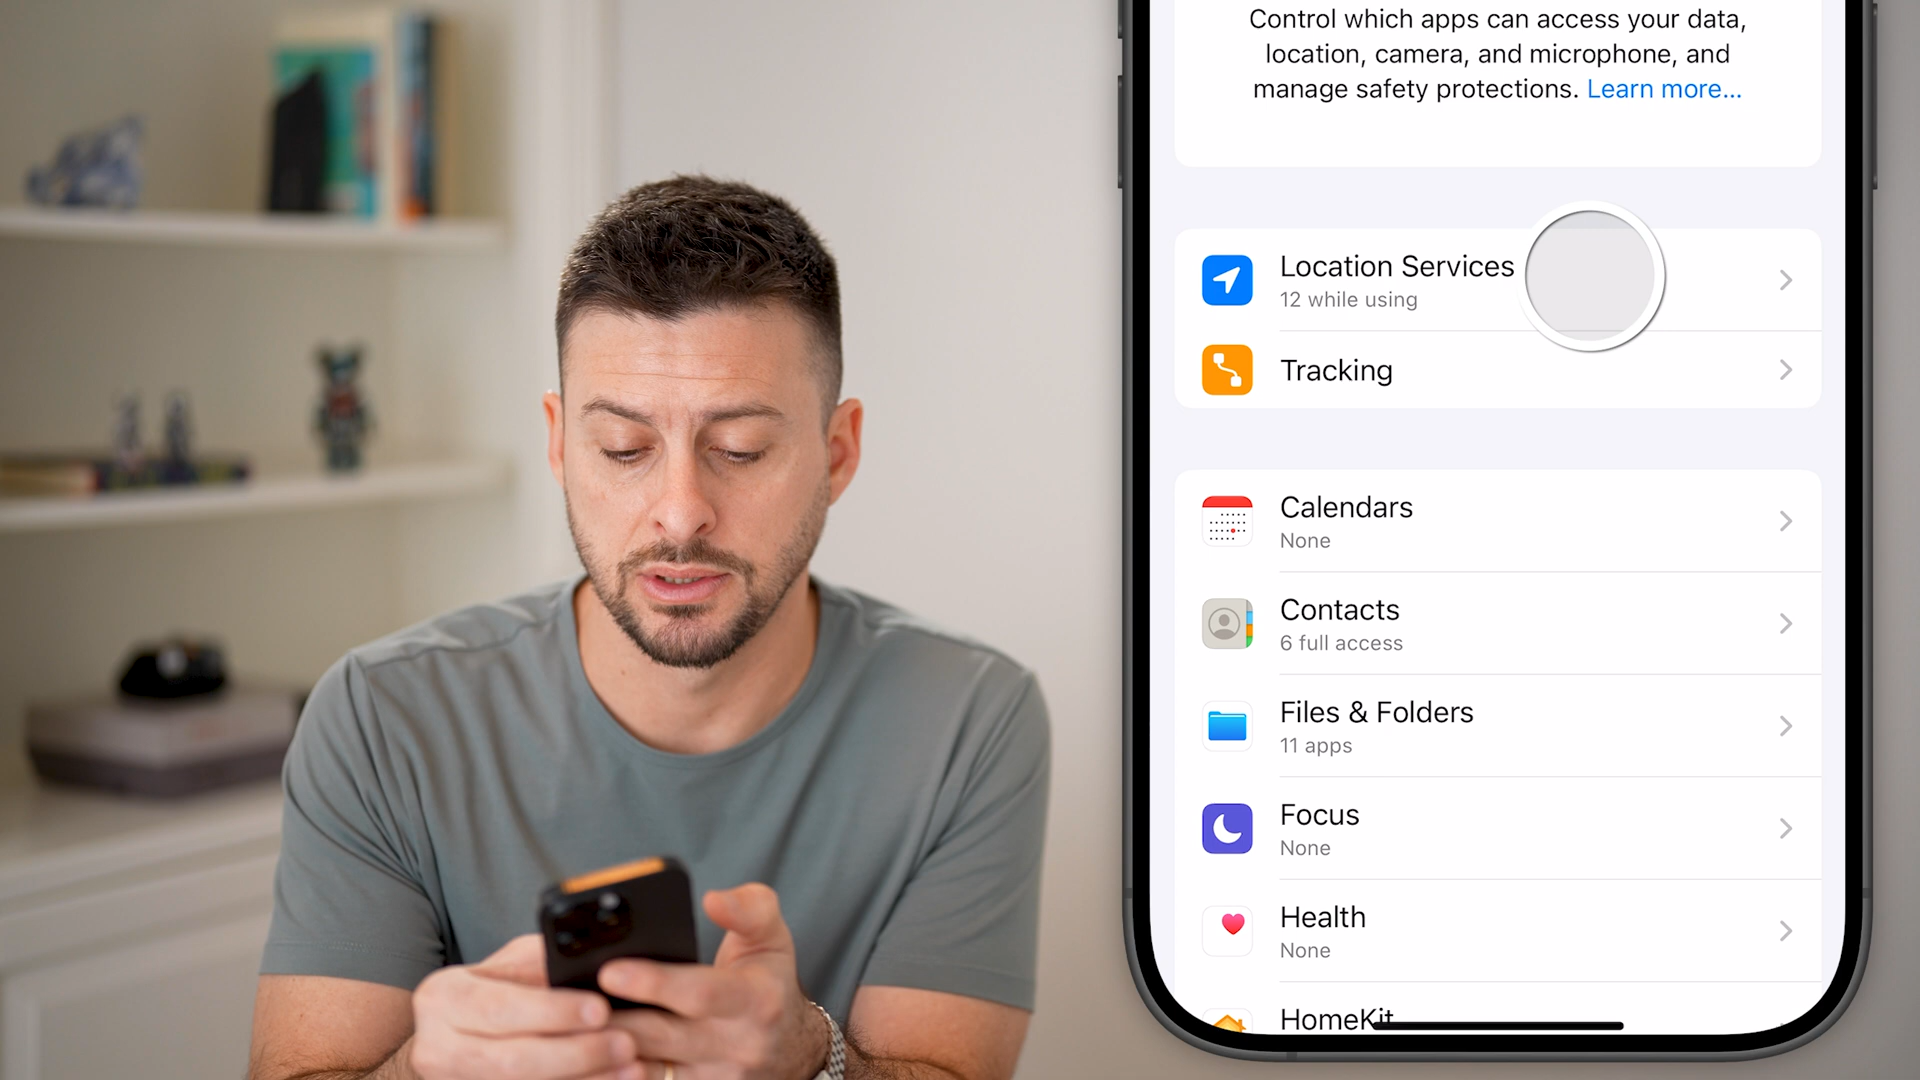 Control which apps can access your data,
location, camera, and microphone, and
manage safety protections. Learn more...
Location Services
12 while using
Tracking
Calendars
None
Contacts
6 full access
Files & Folders
11 apps
Focus
None
Health
None
HomeKit